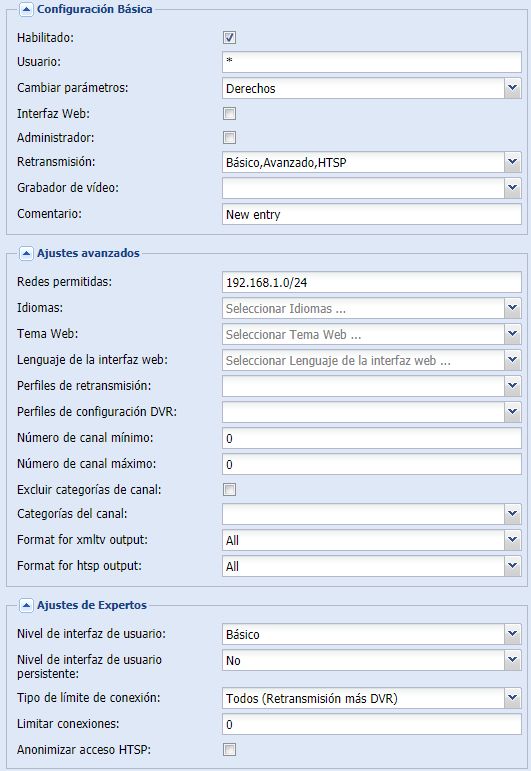 Configuración Básica
Habilitado:
Usuario: *
Cambiar parámetros: Derechos
Interfaz Web:
Administrador:
Retransmisión: Básico,Avanzado,HTSP
Grabador de vídeo:
Comentario: New entry
Ajustes avanzados
Redes permitidas: 192.168.1.0/24
Idiomas: Seleccionar Idiomas ...
Tema Web: Seleccionar Tema Web ...
Lenguaje de la interfaz web: Seleccionar Lenguaje de la interfaz web ...
Perfiles de retransmisión:
Perfiles de configuración DVR:
Número de canal mínimo: 0
Número de canal máximo: 0
Excluir categorías de canal:
Categorías del canal:
Format for xmltv output: All
Format for htsp output: All
Ajustes de Expertos
Nivel de interfaz de usuario: Básico
Nivel de interfaz de usuario
persistente: No
Tipo de límite de conexión: Todos (Retransmisión más DVR)
Limitar conexiones: 0
Anonimizar acceso HTSP: